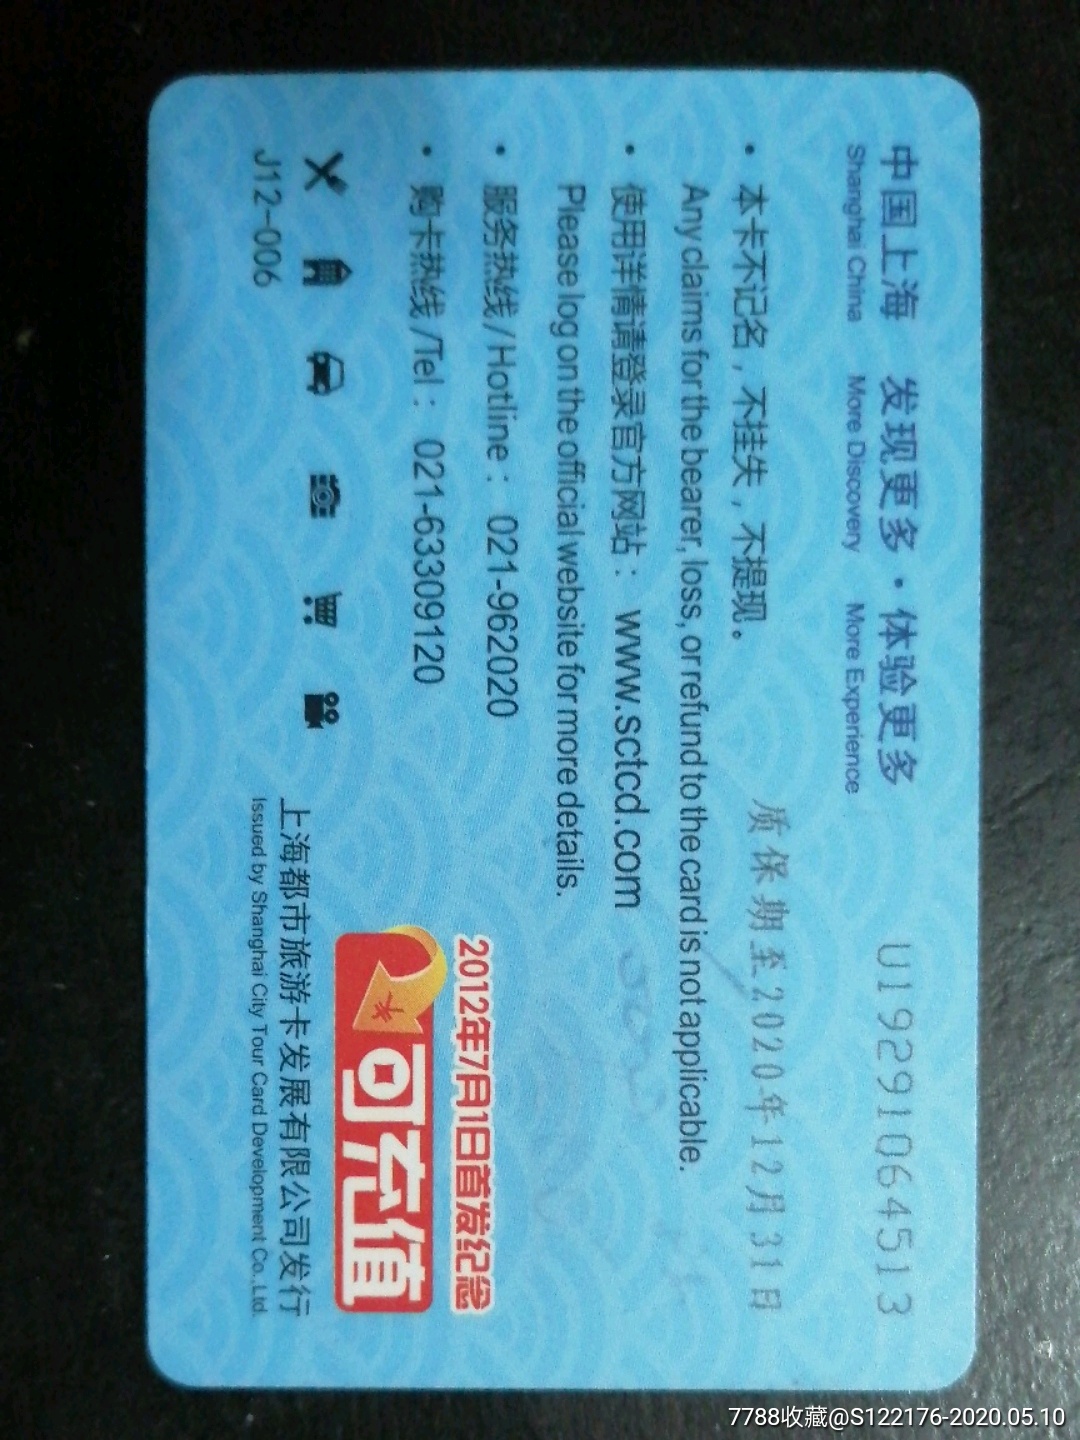 中国上海 发现更多·体验更多
Shanghai China More Discovery More Experience
U19291064513
质保期至2020年12月31日
• 本卡不记名，不挂失，不提现。
Any claims for the bearer, loss, or refund to the card is not applicable.
• 使用详情请登录官方网站：www.sctcd.com
Please log on the official website for more details.
• 服务热线/Hotline：021-962020
• 购卡热线/Tel：021-63309120
2012年7月1日首发纪念
¥
可充值
J12-006
上海都市旅游卡发展有限公司发行
Issued by Shanghai City Tour Card Development Co.,Ltd.
7788收藏@S122176-2020.05.10